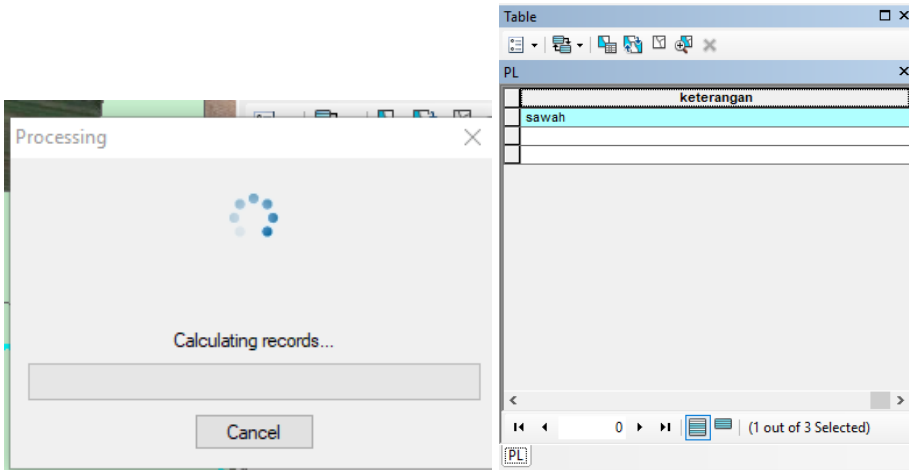 Processing
Calculating records...
Cancel
Table
PL
keterangan
sawah
0
(1 out of 3 Selected)
PL